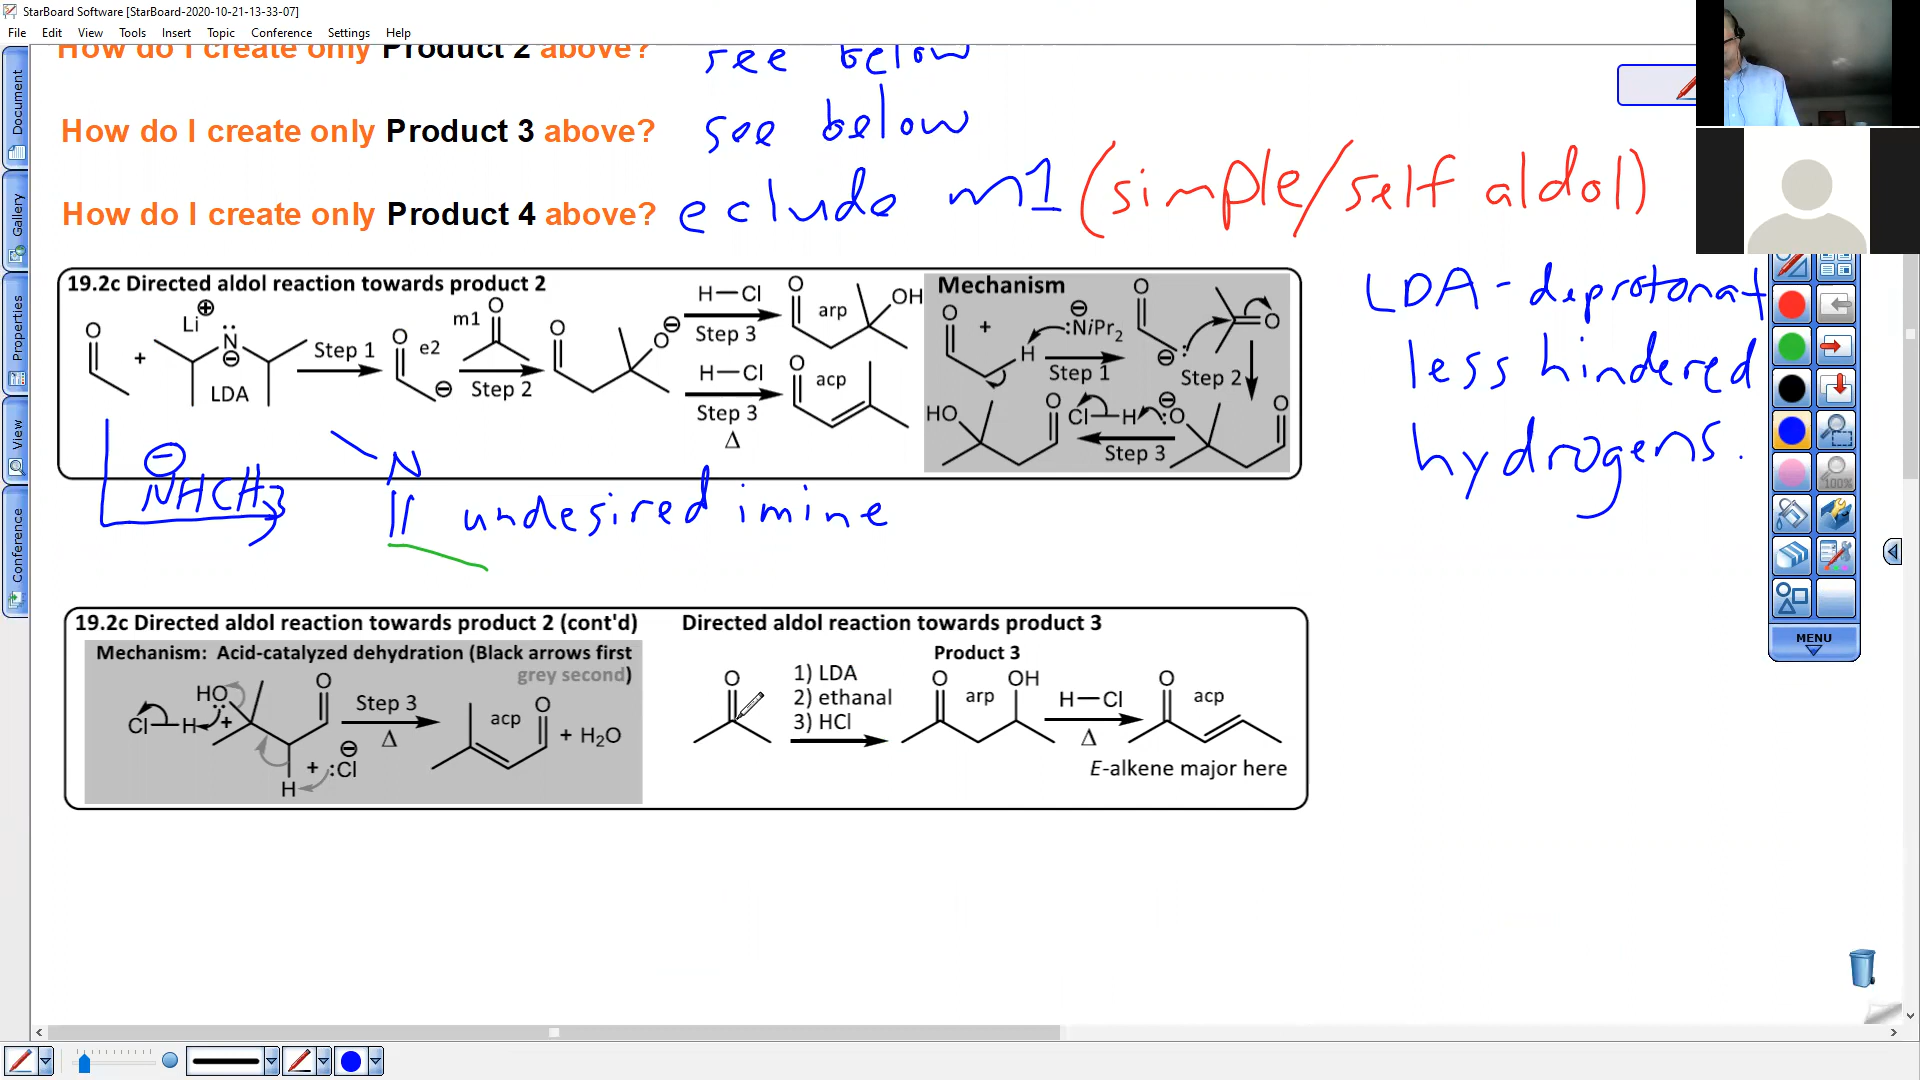 StarBoard Software [StarBoard-2020-10-21-13-33-07]
File Edit View Tools Insert Topic Conference Settings Help
Document
Gallery
Properties
View
Conference
How do I create only Product 2 above? see below
How do I create only Product 3 above? see below
How do I create only Product 4 above? eclude m1 (simple/self aldol)
19.2c Directed aldol reaction towards product 2
O
+
Li ⊕
N
⊖
LDA
Step 1
O
e2
⊖
m1
O
Step 2
O
O
⊖
H—Cl
Step 3
H—Cl
Step 3
Δ
O
arp
OH
O
acp
Mechanism
O
+
H
⊖
:NiPr2
Step 1
O
⊖
:
O
Step 2
HO
O
Cl—H
⊖
:O
Step 3
O
LDA - deprotonat
less hindered
hydrogens.
⊖
NHCH3
N
undesired imine
19.2c Directed aldol reaction towards product 2 (cont'd)
Mechanism: Acid-catalyzed dehydration (Black arrows first
grey second)
HO
Cl—H
+
O
H
+ :Cl
⊖
Step 3
Δ
acp
O
+ H2O
Directed aldol reaction towards product 3
O
1) LDA
2) ethanal
3) HCl
Product 3
O
arp
OH
H—Cl
Δ
O
acp
E-alkene major here
100%
MENU